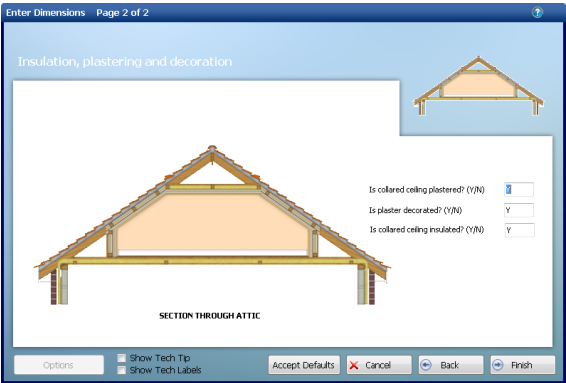 Enter Dimensions Page 2 of 2
Insulation, plastering and decoration
Is collared ceiling plastered? (Y/N) Y
Is plaster decorated? (Y/N) Y
Is collared ceiling insulated? (Y/N) Y
SECTION THROUGH ATTIC
Options
Show Tech Tip
Show Tech Labels
Accept Defaults
Cancel
Back
Finish